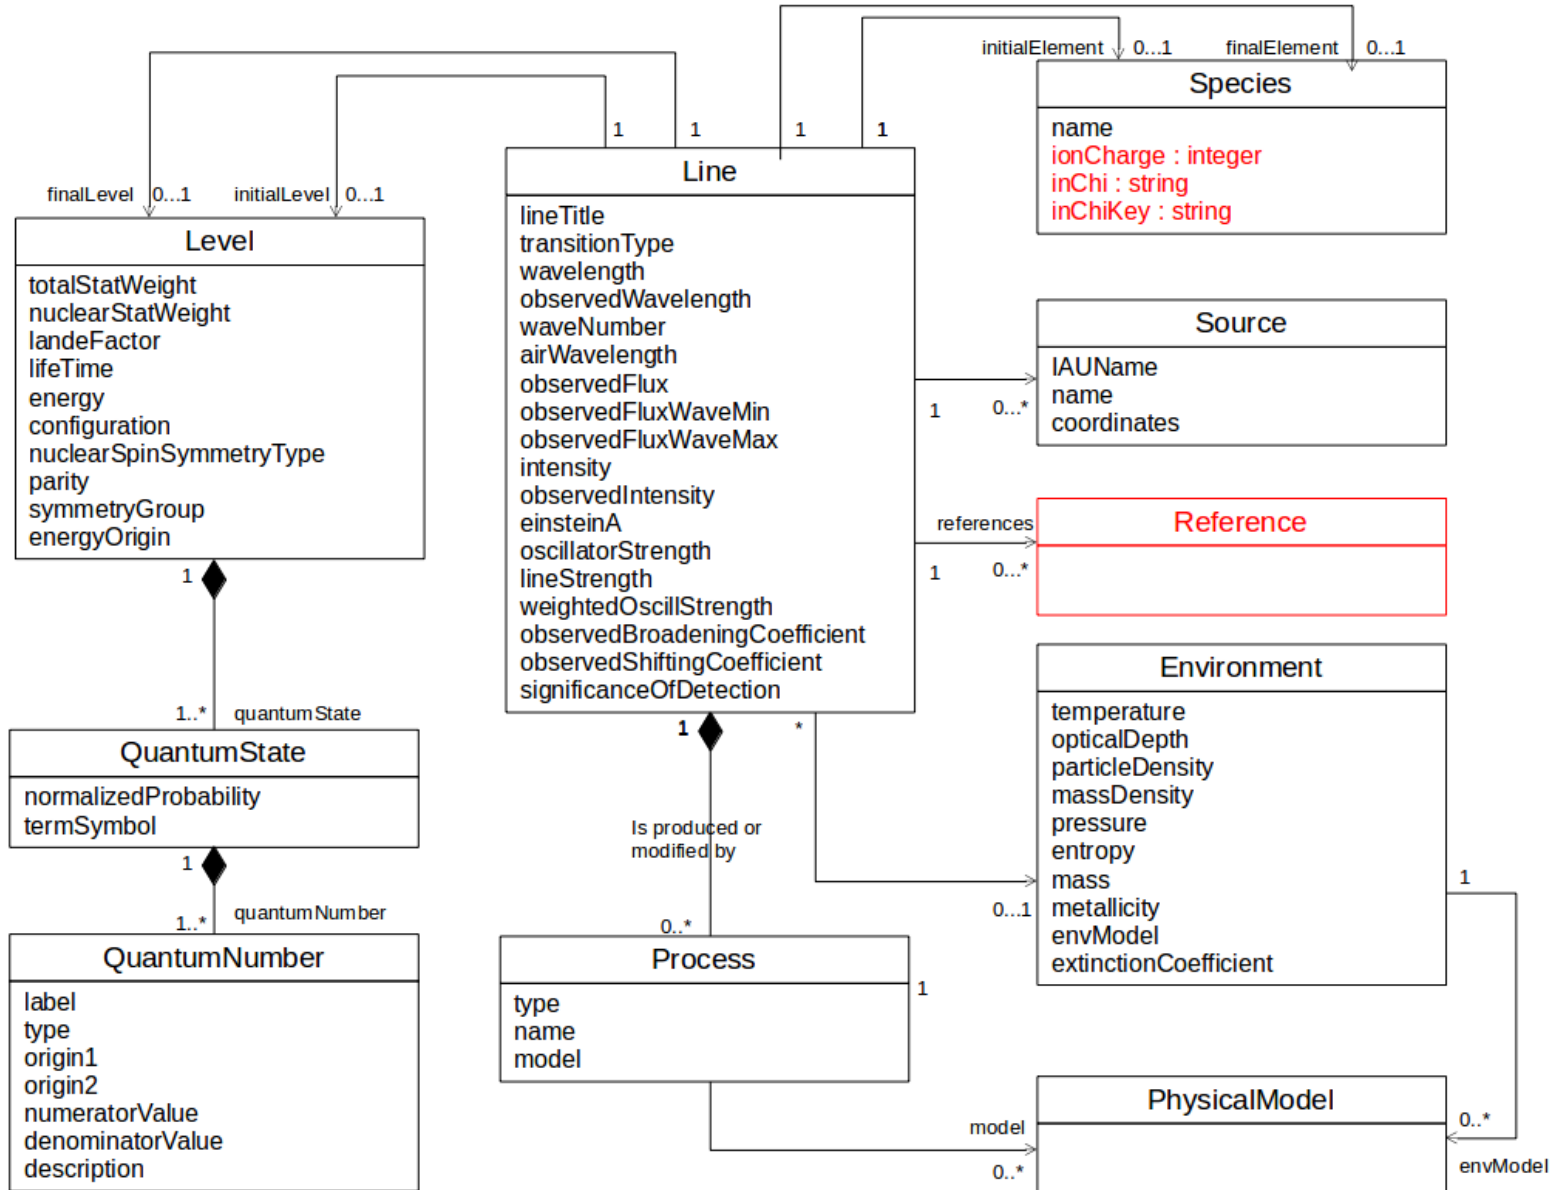 initialElement 0...1 finalElement 0...1
Species
name
ionCharge : integer
inChi : string
inChiKey : string
1 1 1 1
finalLevel 0...1 initialLevel 0...1
Level
totalStatWeight
nuclearStatWeight
landeFactor
lifeTime
energy
configuration
nuclearSpinSymmetryType
parity
symmetryGroup
energyOrigin
1
1..* quantumState
QuantumState
normalizedProbability
termSymbol
1
1..* quantumNumber
QuantumNumber
label
type
origin1
origin2
numeratorValue
denominatorValue
description
Line
lineTitle
transitionType
wavelength
observedWavelength
waveNumber
airWavelength
observedFlux
observedFluxWaveMin
observedFluxWaveMax
intensity
observedIntensity
einsteinA
oscillatorStrength
lineStrength
weightedOscillStrength
observedBroadeningCoefficient
observedShiftingCoefficient
significanceOfDetection
1 *
Is produced or
modified by
0..*
Process
type
name
model
1
Source
IAUName
name
coordinates
1 0...*
references
Reference
1 0...*
Environment
temperature
opticalDepth
particleDensity
massDensity
pressure
entropy
mass
metallicity
envModel
extinctionCoefficient
0...1
1
PhysicalModel
model
0..*
0..*
envModel